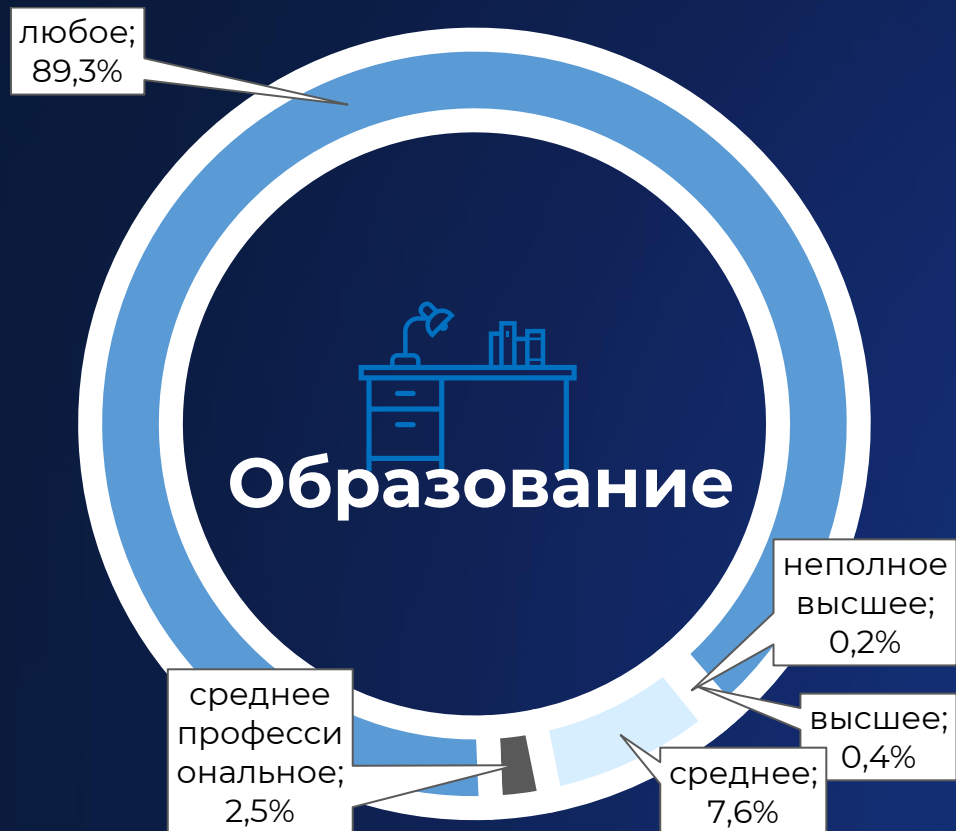 любое;
89,3%
Образование
неполное
высшее;
0,2%
высшее;
0,4%
среднее;
7,6%
среднее
професси
ональное;
2,5%